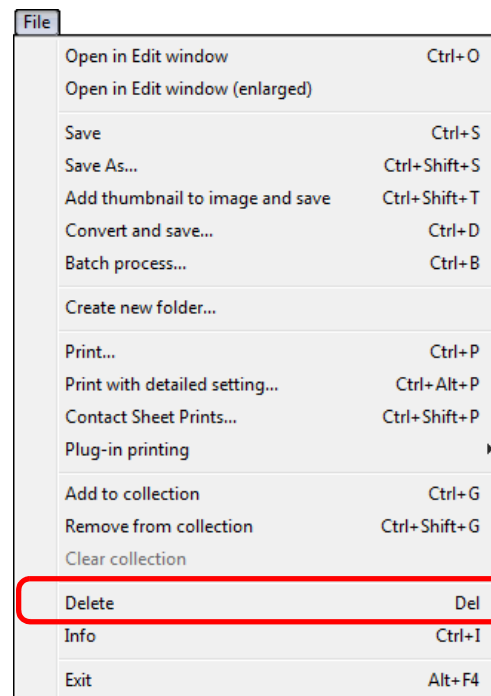 File
Open in Edit window Ctrl+O
Open in Edit window (enlarged)
Save Ctrl+S
Save As... Ctrl+Shift+S
Add thumbnail to image and save Ctrl+Shift+T
Convert and save... Ctrl+D
Batch process... Ctrl+B
Create new folder...
Print... Ctrl+P
Print with detailed setting... Ctrl+Alt+P
Contact Sheet Prints... Ctrl+Shift+P
Plug-in printing
Add to collection Ctrl+G
Remove from collection Ctrl+Shift+G
Clear collection
Delete Del
Info Ctrl+I
Exit Alt+F4